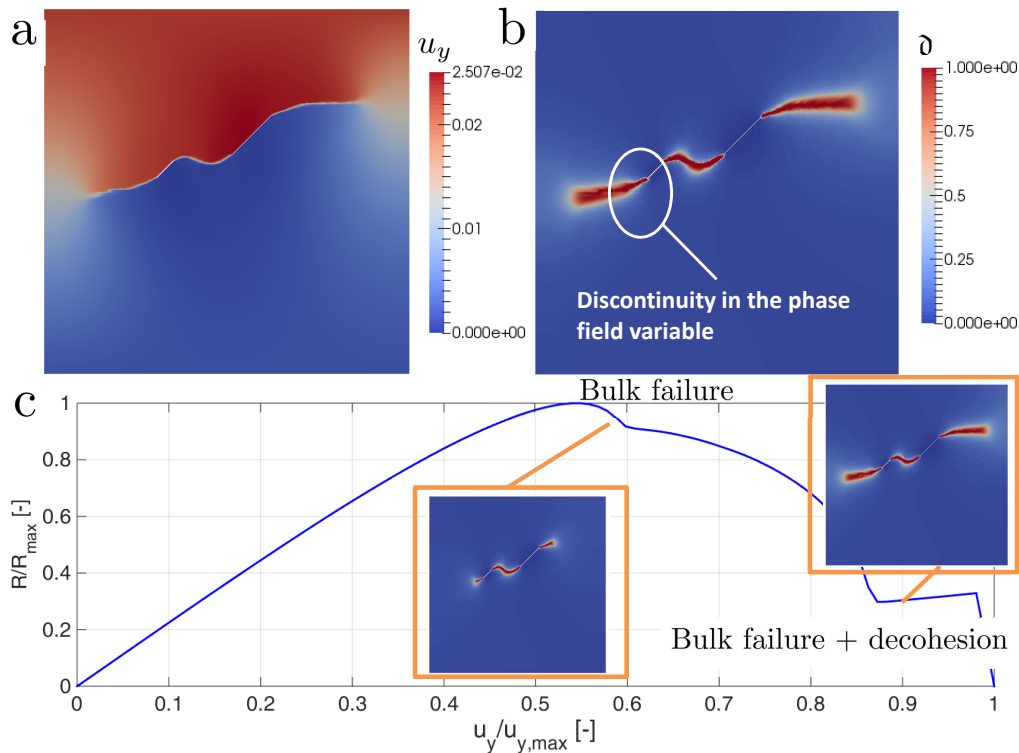 a
u_y
2.507e-02
0.02
0.01
0.000e+00
b
𝔡
1.000e+00
0.75
0.5
0.25
0.000e+00
Discontinuity in the phase
field variable
c
Bulk failure
Bulk failure + decohesion
R/R_max [-]
1
0.8
0.6
0.4
0.2
0
0 0.1 0.2 0.3 0.4 0.5 0.6 0.7 0.8 0.9 1
u_y/u_y,max [-]